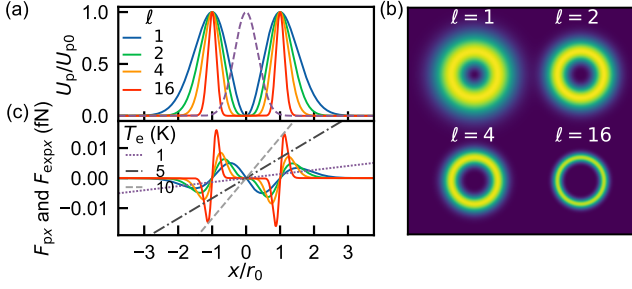 (a)
U_p/U_p0
1.0
0.5
0.0
ℓ
1
2
4
16
(c)
F_px and F_expx (fN)
0.01
0.00
−0.01
T_e (K)
1
5
10
−3 −2 −1 0 1 2 3
x/r_0
(b)
ℓ = 1 ℓ = 2
ℓ = 4 ℓ = 16